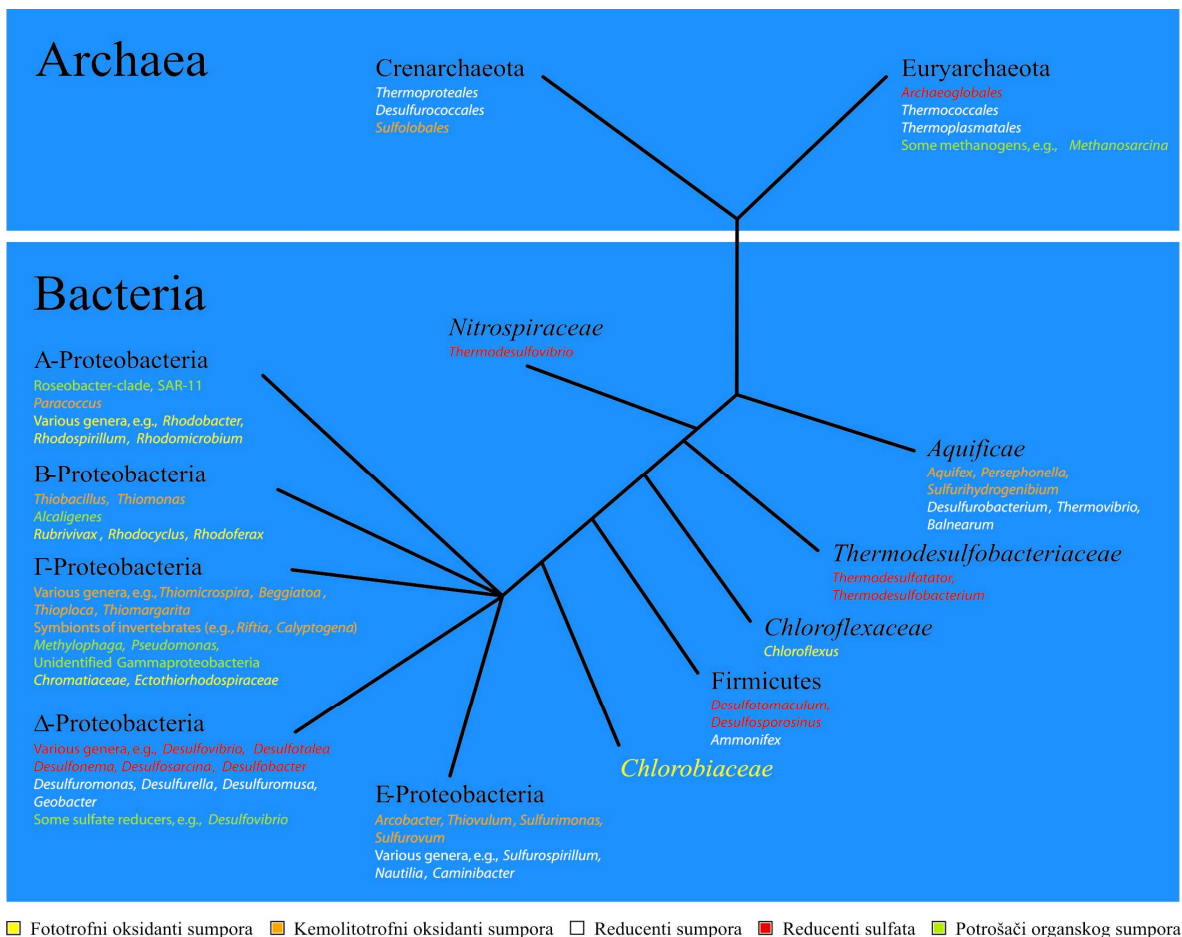 Archaea
Crenarchaeota
Thermoproteales
Desulfurococcales
Sulfolobales
Euryarchaeota
Archaeoglobales
Thermococcales
Thermoplasmatales
Some methanogens, e.g., Methanosarcina
Bacteria
Nitrospiraceae
Thermodesulfovibrio
Α-Proteobacteria
Roseobacter-clade, SAR-11
Paracoccus
Various genera, e.g., Rhodobacter,
Rhodospirillum, Rhodomicrobium
Β-Proteobacteria
Thiobacillus, Thiomonas
Alcaligenes
Rubrivivax, Rhodocyclus, Rhodoferax
Γ-Proteobacteria
Various genera, e.g., Thiomicrospira, Beggiatoa,
Thioploca, Thiomargarita
Symbionts of invertebrates (e.g., Riftia, Calyptogena)
Methylophaga, Pseudomonas,
Unidentified Gammaproteobacteria
Chromatiaceae, Ectothiorhodospiraceae
Δ-Proteobacteria
Various genera, e.g., Desulfovibrio, Desulfotalea
Desulfonema, Desulfosarcina, Desulfobacter
Desulfuromonas, Desulfurella, Desulfuromusa,
Geobacter
Some sulfate reducers, e.g., Desulfovibrio
Ε-Proteobacteria
Arcobacter, Thiovulum, Sulfurimonas,
Sulfurovum
Various genera, e.g., Sulfurospirillum,
Nautilia, Caminibacter
Chlorobiaceae
Firmicutes
Desulfotomaculum,
Desulfosporosinus
Ammonifex
Chloroflexaceae
Chloroflexus
Thermodesulfobacteriaceae
Thermodesulfatator,
Thermodesulfobacterium
Aquificae
Aquifex, Persephonella,
Sulfurihydrogenibium
Desulfurobacterium, Thermovibrio,
Balnearum
Fototrofni oksidanti sumpora Kemolitotrofni oksidanti sumpora Reducenti sumpora Reducenti sulfata Potrošači organskog sumpora